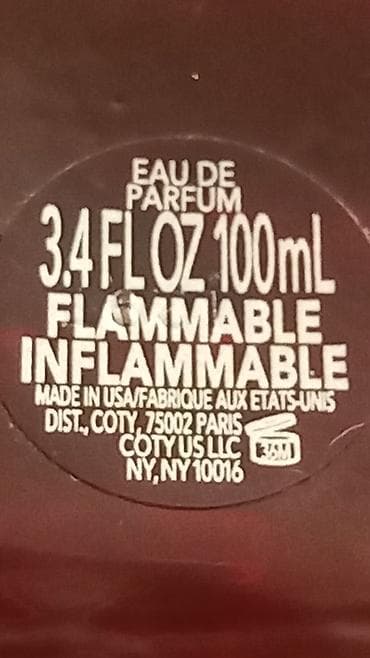 EAU DE
PARFUM
3.4 FL OZ 100mL
FLAMMABLE
INFLAMMABLE
MADE IN USA/FABRIQUE AUX ETATS-UNIS
DIST., COTY, 75002 PARIS
COTY US LLC
36M
NY, NY 10016